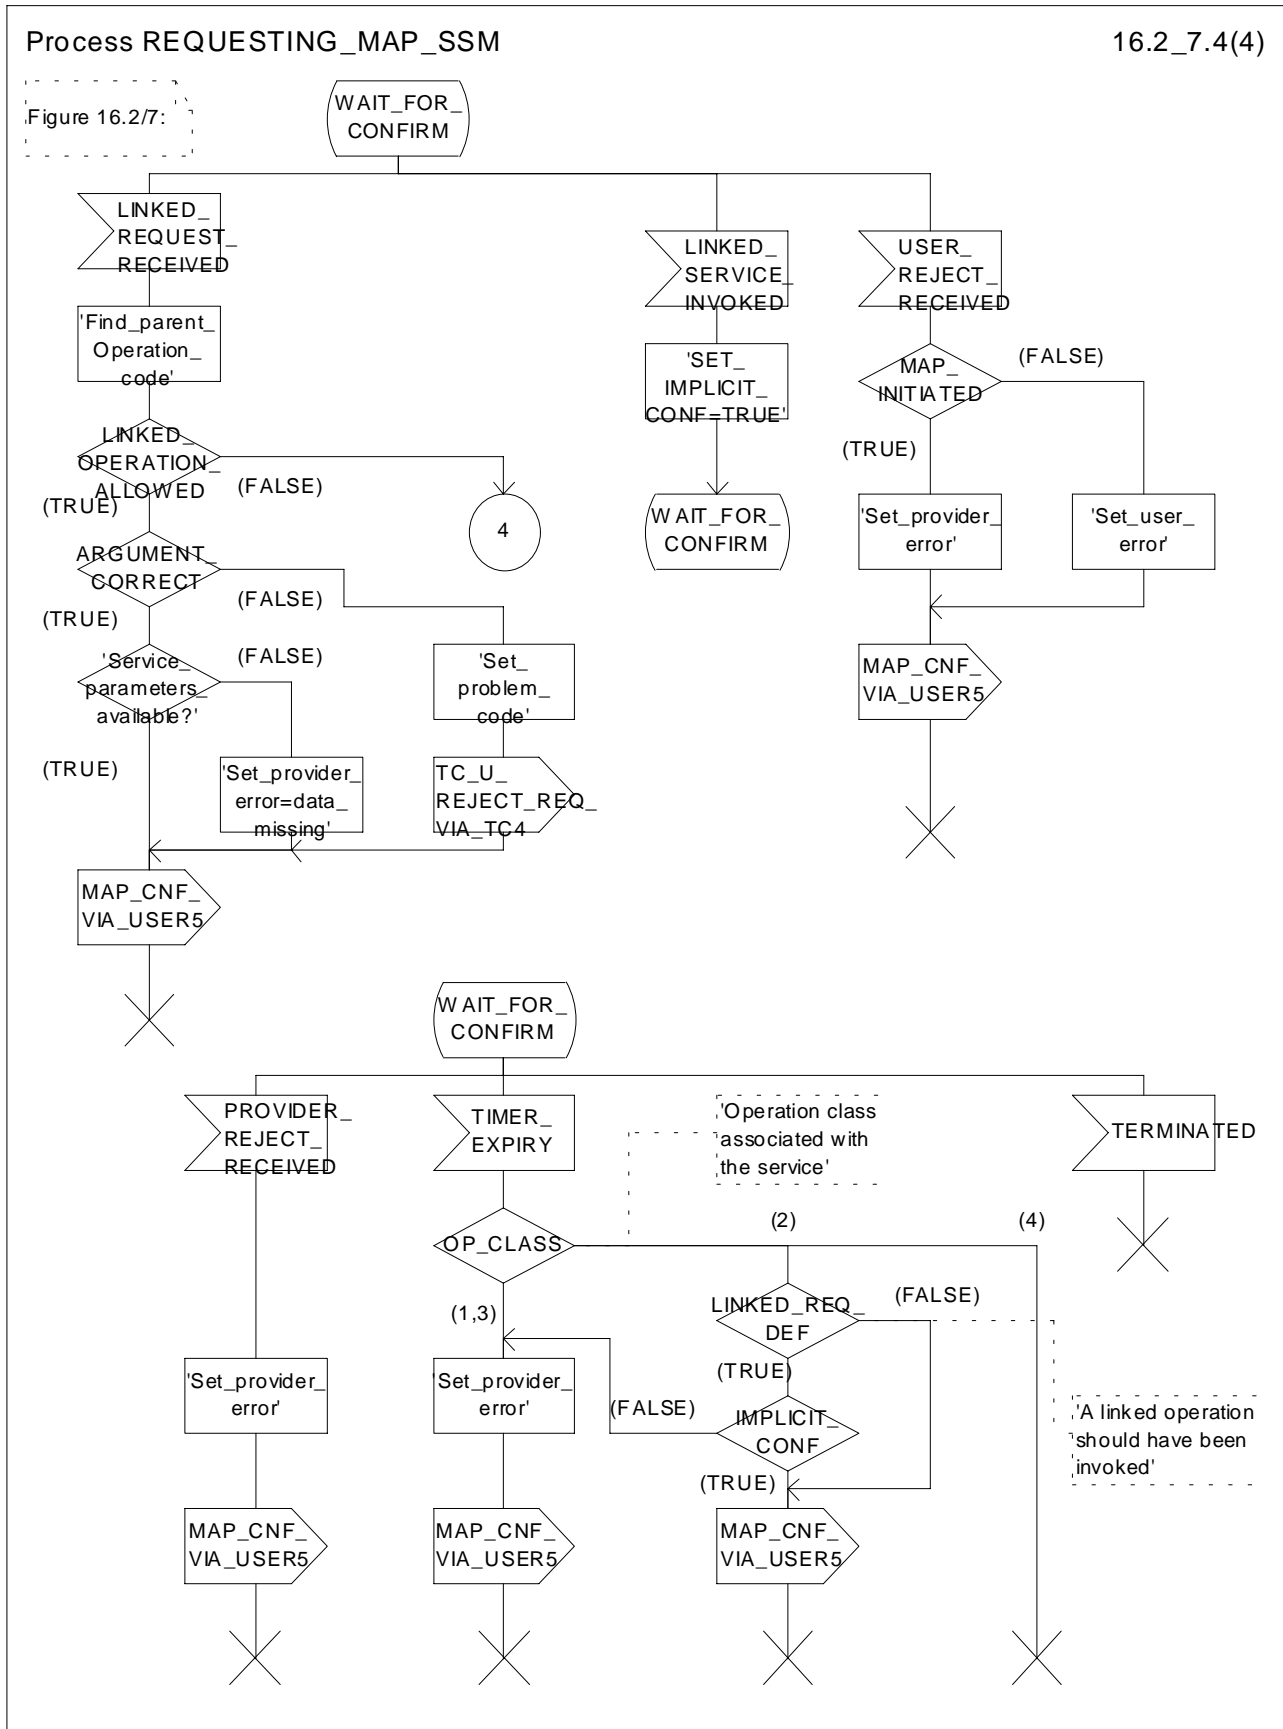 Process REQUESTING_MAP_SSM
16.2_7.4(4)
Figure 16.2/7:
WAIT_FOR_
CONFIRM
LINKED_
REQUEST_
RECEIVED
LINKED_
SERVICE_
INVOKED
USER_
REJECT_
RECEIVED
'Find_parent_
Operation_
code'
'SET_
IMPLICIT_
CONF=TRUE'
MAP_
INITIATED
(FALSE)
(TRUE)
LINKED_
OPERATION_
ALLOWED
(FALSE)
(TRUE)
4
WAIT_FOR_
CONFIRM
'Set_provider_
error'
'Set_user_
error'
ARGUMENT_
CORRECT
(FALSE)
(TRUE)
'Service_
parameters_
available?'
(FALSE)
(TRUE)
'Set_
problem_
code'
MAP_CNF_
VIA_USER5
'Set_provider_
error=data_
missing'
TC_U_
REJECT_REQ_
VIA_TC4
MAP_CNF_
VIA_USER5
WAIT_FOR_
CONFIRM
PROVIDER_
REJECT_
RECEIVED
TIMER_
EXPIRY
'Operation class
associated with
the service'
TERMINATED
OP_CLASS
(2)
(4)
(1,3)
LINKED_REQ_
DEF
(FALSE)
(TRUE)
'Set_provider_
error'
'Set_provider_
error'
(FALSE)
IMPLICIT_
CONF
(TRUE)
'A linked operation
should have been
invoked'
MAP_CNF_
VIA_USER5
MAP_CNF_
VIA_USER5
MAP_CNF_
VIA_USER5